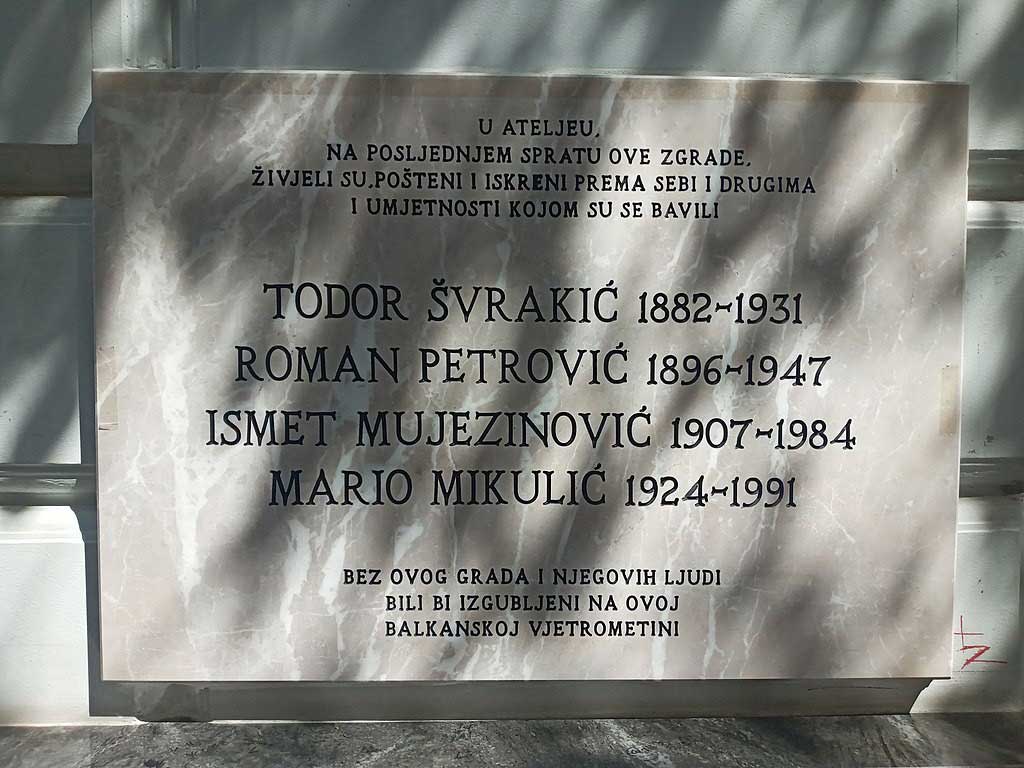 U ATELJEU,
NA POSLJEDNJEM SPRATU OVE ZGRADE,
ŽIVJELI SU.POŠTENI I ISKRENI PREMA SEBI I DRUGIMA
I UMJETNOSTI KOJOM SU SE BAVILI
TODOR ŠVRAKIĆ 1882~1931
ROMAN PETROVIĆ 1896~1947
ISMET MUJEZINOVIĆ 1907~1984
MARIO MIKULIĆ 1924~1991
BEZ OVOG GRADA I NJEGOVIH LJUDI
BILI BI IZGUBLJENI NA OVOJ
BALKANSKOJ VJETROMETINI